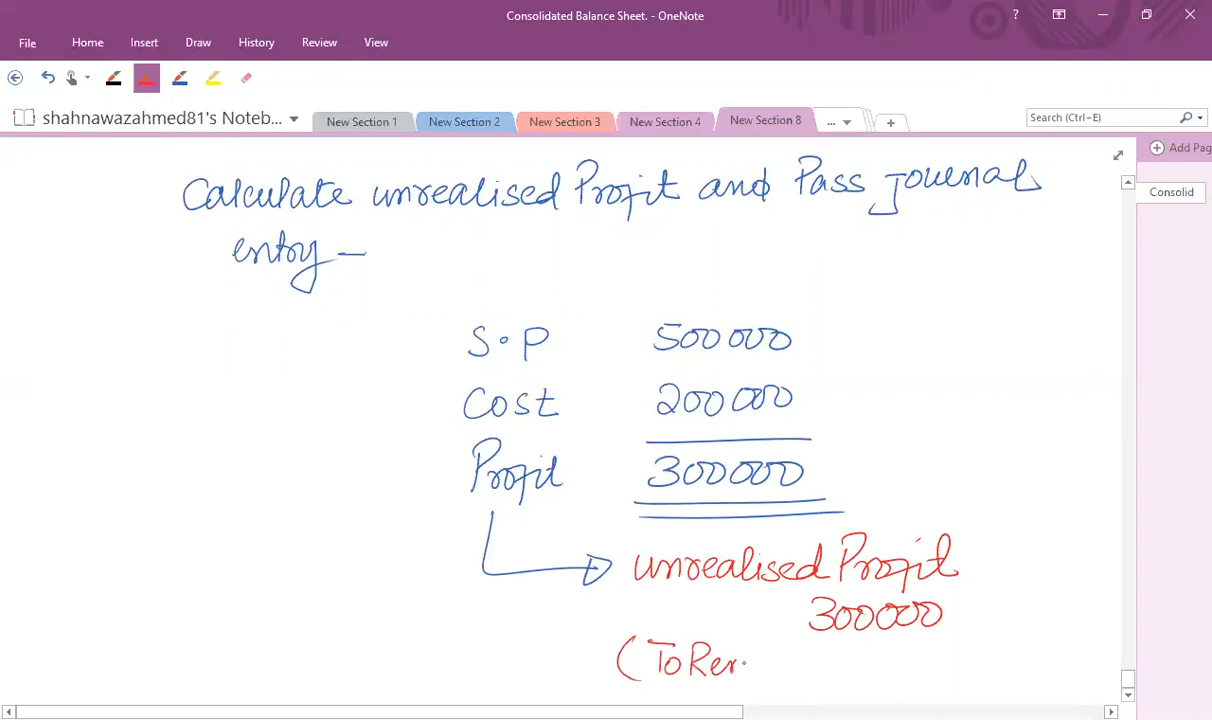 Consolidated Balance Sheet. - OneNote
?
File Home Insert Draw History Review View
shahnawazahmed81's Noteb... New Section 1 New Section 2 New Section 3 New Section 4 New Section 8 ... Search (Ctrl+E)
Add Pag
Consolid
Calculate unrealised Profit and Pass Journal
entry —
S.P 500000
Cost 200000
Profit 300000
unrealised Profit
300000
(To Rer